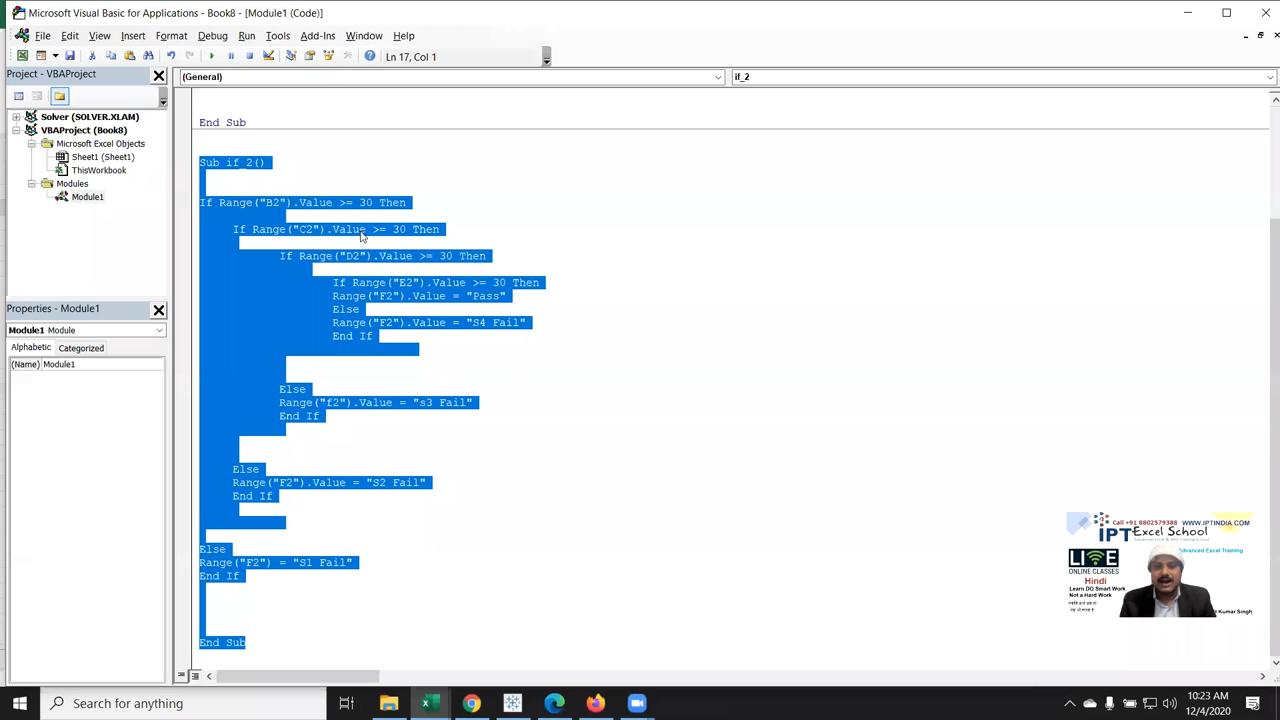 Microsoft Visual Basic for Applications - Book8 - [Module1 (Code)]
File Edit View Insert Format Debug Run Tools Add-Ins Window Help
Ln 17, Col 1
Project - VBAProject
(General)
if_2
Solver (SOLVER.XLAM)
VBAProject (Book8)
Microsoft Excel Objects
Sheet1 (Sheet1)
ThisWorkbook
Modules
Module1
Properties - Module1
Module1 Module
Alphabetic Categorized
(Name) Module1
End Sub
Sub if_2()
If Range("B2").Value >= 30 Then
If Range("C2").Value >= 30 Then
If Range("D2").Value >= 30 Then
If Range("E2").Value >= 30 Then
Range("F2").Value = "Pass"
Else
Range("F2").Value = "S4 Fail"
End If
Else
Range("f2").Value = "s3 Fail"
End If
Else
Range("F2").Value = "S2 Fail"
End If
Else
Range("F2") = "S1 Fail"
End If
End Sub
Call +91 8802579388 WWW.IPTINDIA.COM
IPT Excel School
Advanced Excel Training
LIVE
ONLINE CLASSES
Hindi
Learn DO Smart Work
Not a Hard Work
Kumar Singh
Type here to search
10:23 AM
12/4/2020